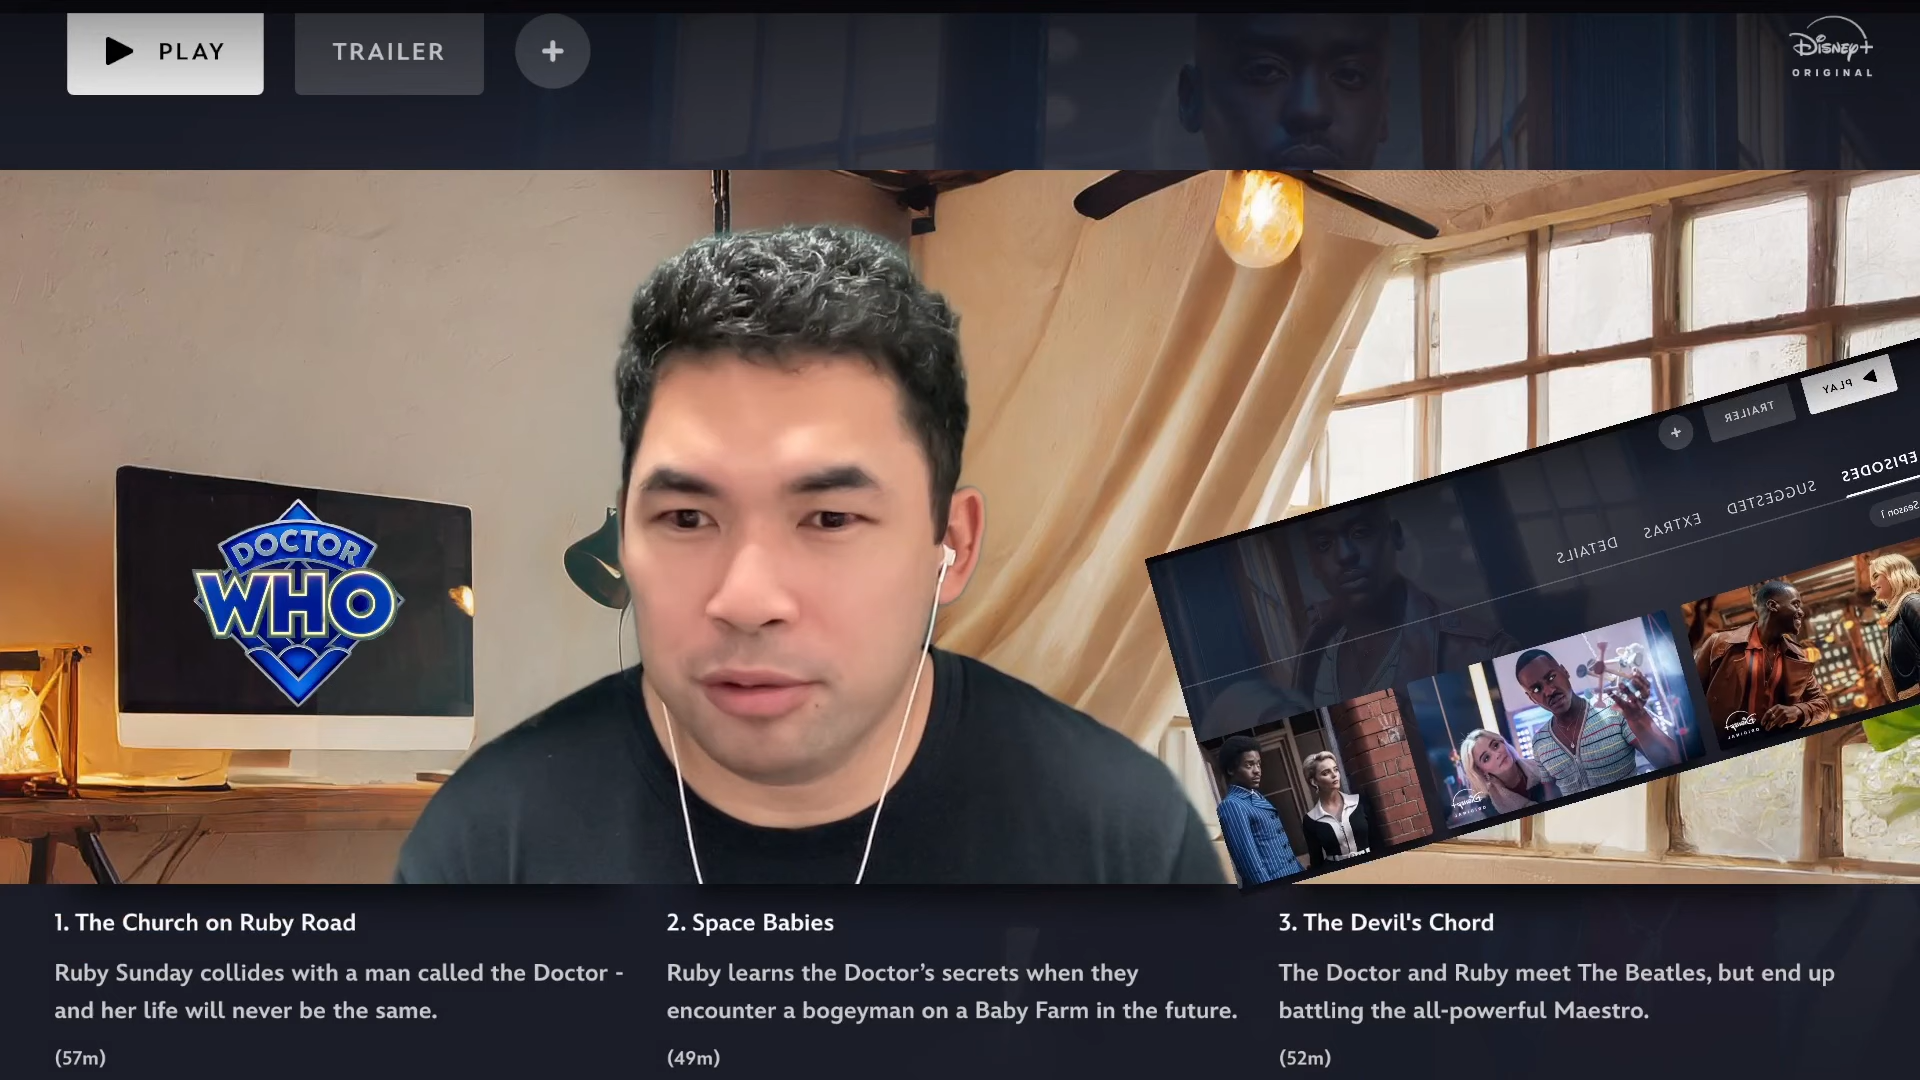 PLAY
TRAILER
+
Disney+
ORIGINAL
DOCTOR
WHO
PLAY
TRAILER
+
EPISODES
SUGGESTED
EXTRAS
DETAILS
Season 1
Disney+
ORIGINAL
Disney+
ORIGINAL
1. The Church on Ruby Road
Ruby Sunday collides with a man called the Doctor -
and her life will never be the same.
(57m)
2. Space Babies
Ruby learns the Doctor’s secrets when they
encounter a bogeyman on a Baby Farm in the future.
(49m)
3. The Devil's Chord
The Doctor and Ruby meet The Beatles, but end up
battling the all-powerful Maestro.
(52m)